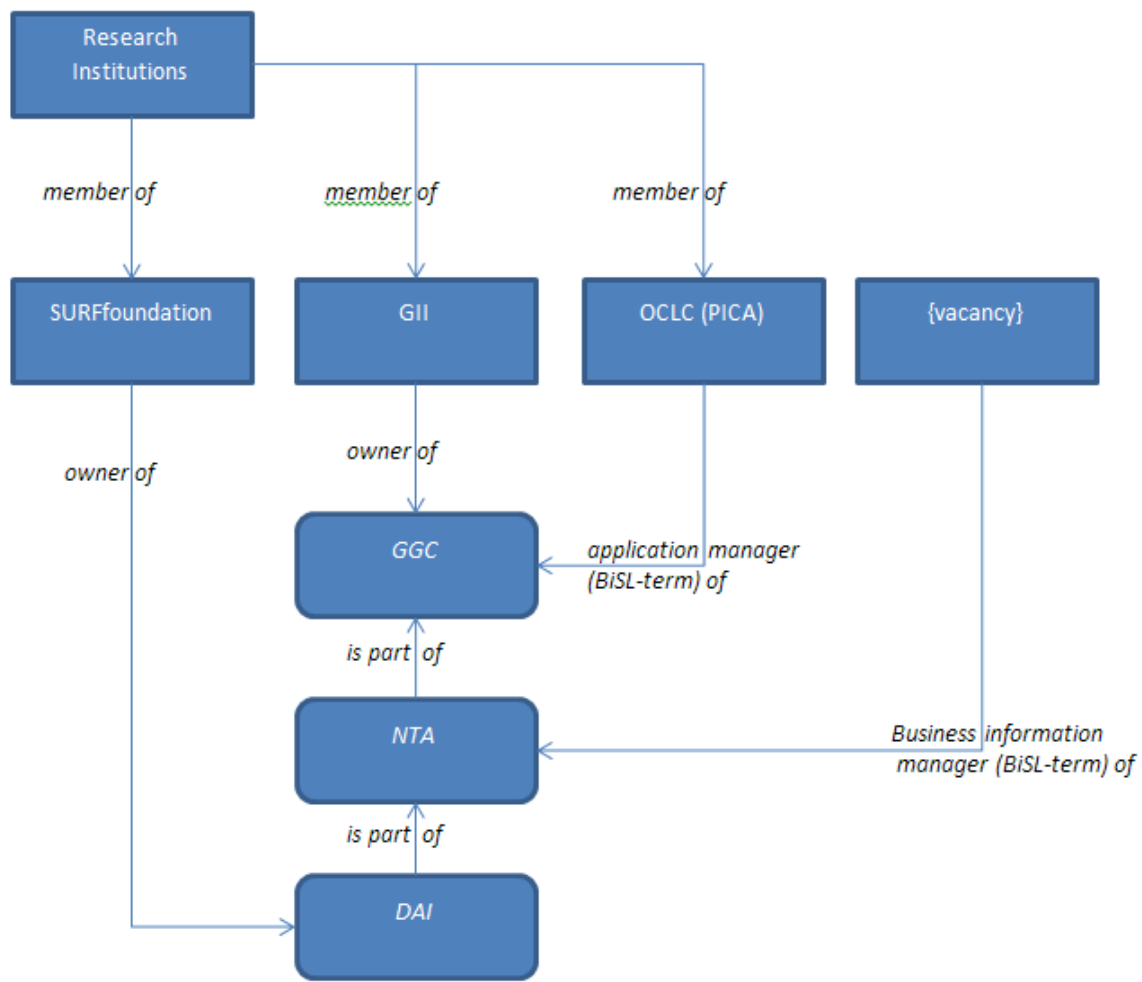 Research
Institutions
member of
member of
member of
SURFfoundation
GII
OCLC (PICA)
{vacancy}
owner of
owner of
GGC
application manager
(BiSL-term) of
is part of
NTA
Business information
manager (BiSL-term) of
is part of
DAI